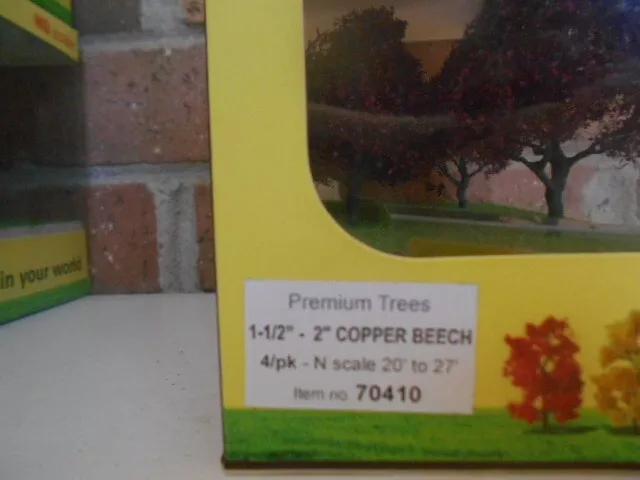 in your world
Premium Trees
1-1/2" - 2" COPPER BEECH
4/pk - N scale 20' to 27'
Item no. 70410